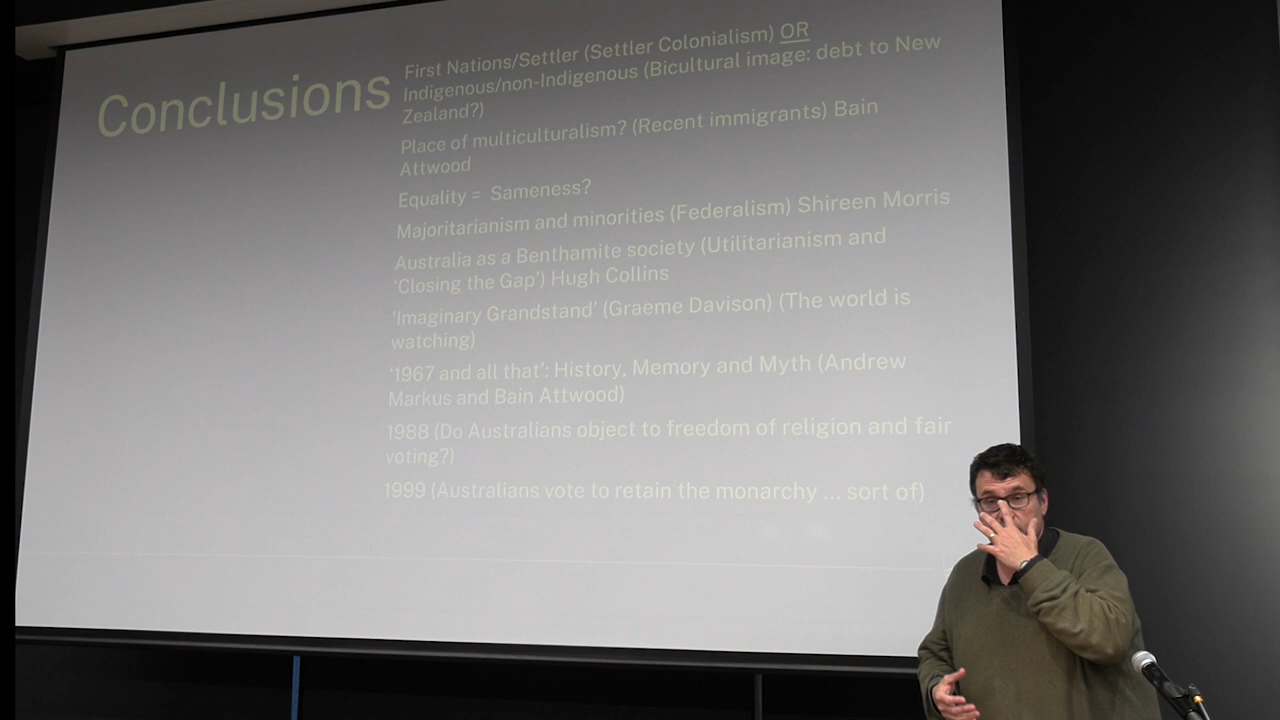 Conclusions
First Nations/Settler (Settler Colonialism) OR
Indigenous/non-Indigenous (Bicultural image: debt to New
Zealand?)
Place of multiculturalism? (Recent immigrants) Bain
Attwood
Equality = Sameness?
Majoritarianism and minorities (Federalism) Shireen Morris
Australia as a Benthamite society (Utilitarianism and
‘Closing the Gap’) Hugh Collins
‘Imaginary Grandstand’ (Graeme Davison) (The world is
watching)
‘1967 and all that’: History, Memory and Myth (Andrew
Markus and Bain Attwood)
1988 (Do Australians object to freedom of religion and fair
voting?)
1999 (Australians vote to retain the monarchy ... sort of)